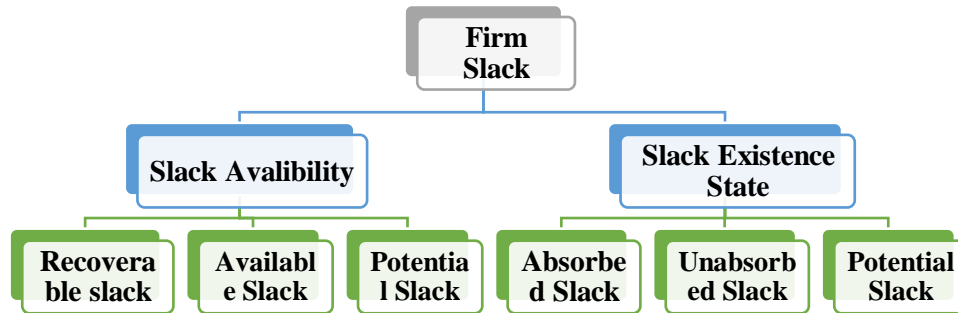 Firm
Slack
Slack Avalibility
Slack Existence
State
Recovera
ble slack
Availabl
e Slack
Potentia
l Slack
Absorbe
d Slack
Unabsorb
ed Slack
Potential
Slack